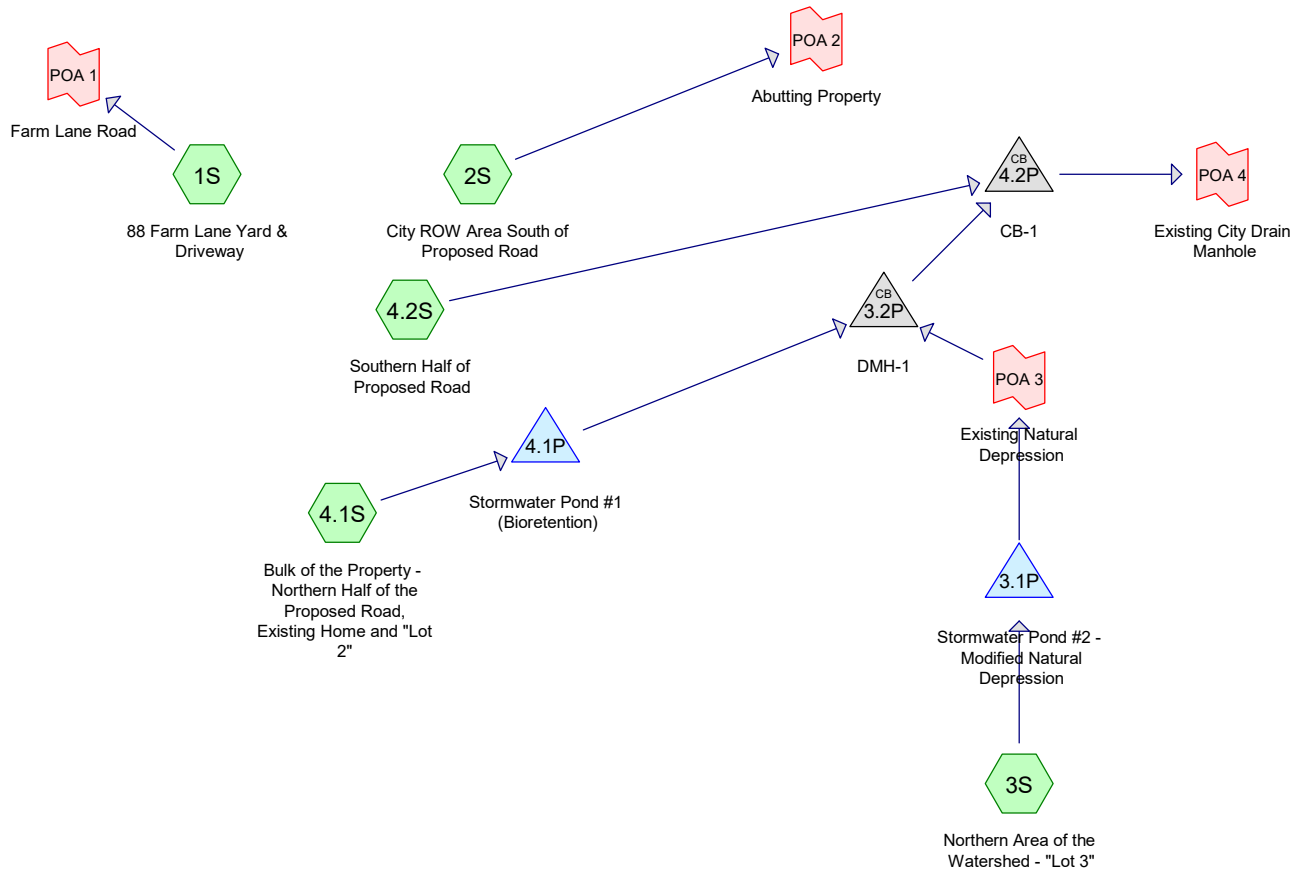 POA 2
Abutting Property
POA 1
Farm Lane Road
1S
88 Farm Lane Yard &
Driveway
2S
City ROW Area South of
Proposed Road
CB
4.2P
CB-1
POA 4
Existing City Drain
Manhole
4.2S
Southern Half of
Proposed Road
CB
3.2P
DMH-1
POA 3
Existing Natural
Depression
4.1P
Stormwater Pond #1
(Bioretention)
4.1S
Bulk of the Property -
Northern Half of the
Proposed Road,
Existing Home and "Lot
2"
3.1P
Stormwater Pond #2 -
Modified Natural
Depression
3S
Northern Area of the
Watershed - "Lot 3"